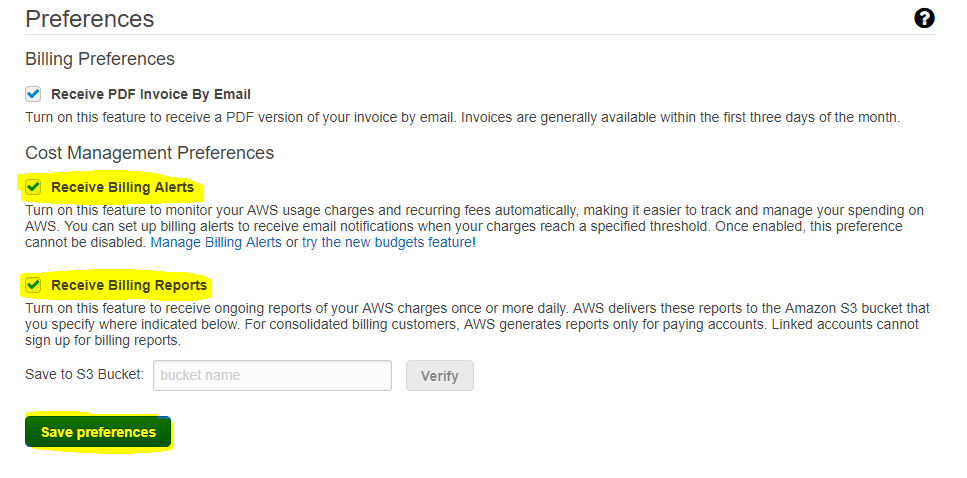 Preferences
?
Billing Preferences
Receive PDF Invoice By Email
Turn on this feature to receive a PDF version of your invoice by email. Invoices are generally available within the first three days of the month.
Cost Management Preferences
Receive Billing Alerts
Turn on this feature to monitor your AWS usage charges and recurring fees automatically, making it easier to track and manage your spending on
AWS. You can set up billing alerts to receive email notifications when your charges reach a specified threshold. Once enabled, this preference
cannot be disabled. Manage Billing Alerts or try the new budgets feature!
Receive Billing Reports
Turn on this feature to receive ongoing reports of your AWS charges once or more daily. AWS delivers these reports to the Amazon S3 bucket that
you specify where indicated below. For consolidated billing customers, AWS generates reports only for paying accounts. Linked accounts cannot
sign up for billing reports.
Save to S3 Bucket: bucket name Verify
Save preferences